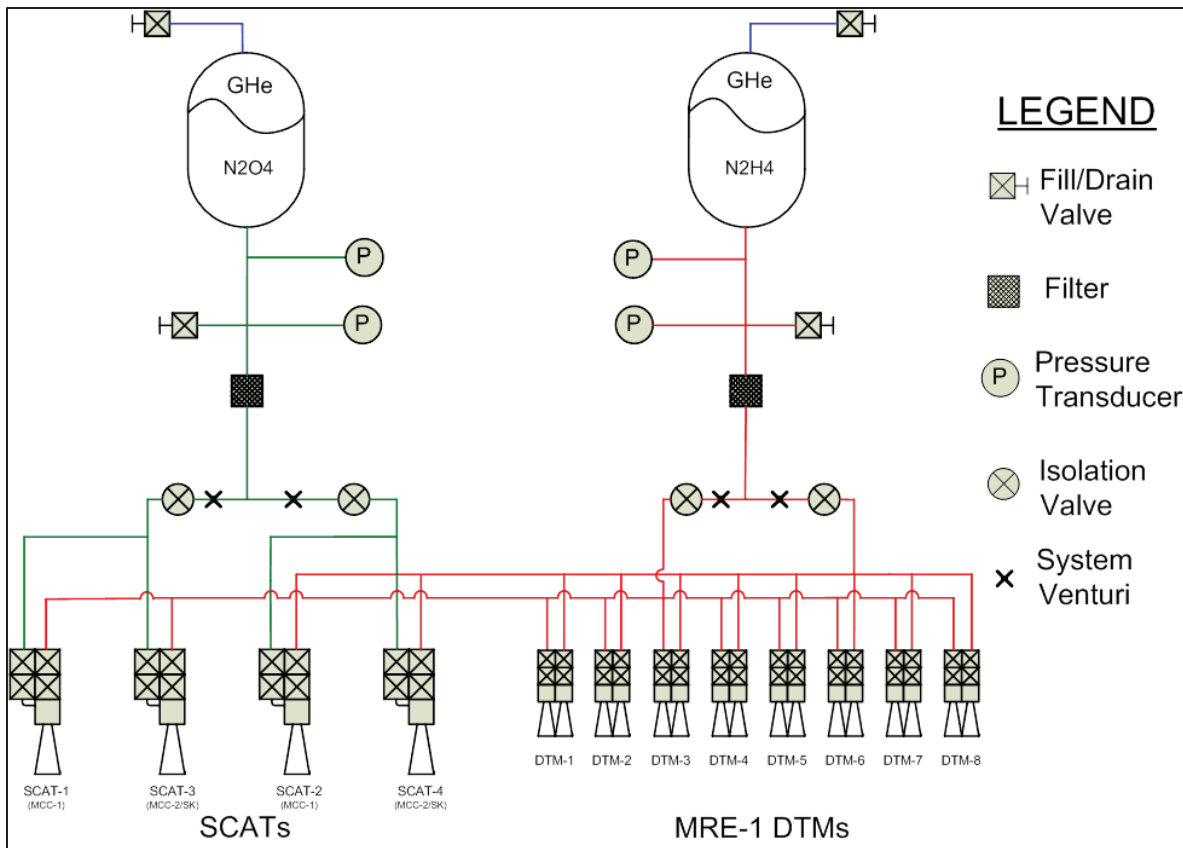 GHe
N2O4
GHe
N2H4
LEGEND
Fill/Drain
Valve
P
P
Filter
P
P
P
Pressure
Transducer
Isolation
Valve
System
Venturi
SCAT-1
(MCC-1)
SCAT-3
(MCC-2/SK)
SCAT-2
(MCC-1)
SCAT-4
(MCC-2/SK)
DTM-1
DTM-2
DTM-3
DTM-4
DTM-5
DTM-6
DTM-7
DTM-8
SCATs
MRE-1 DTMs